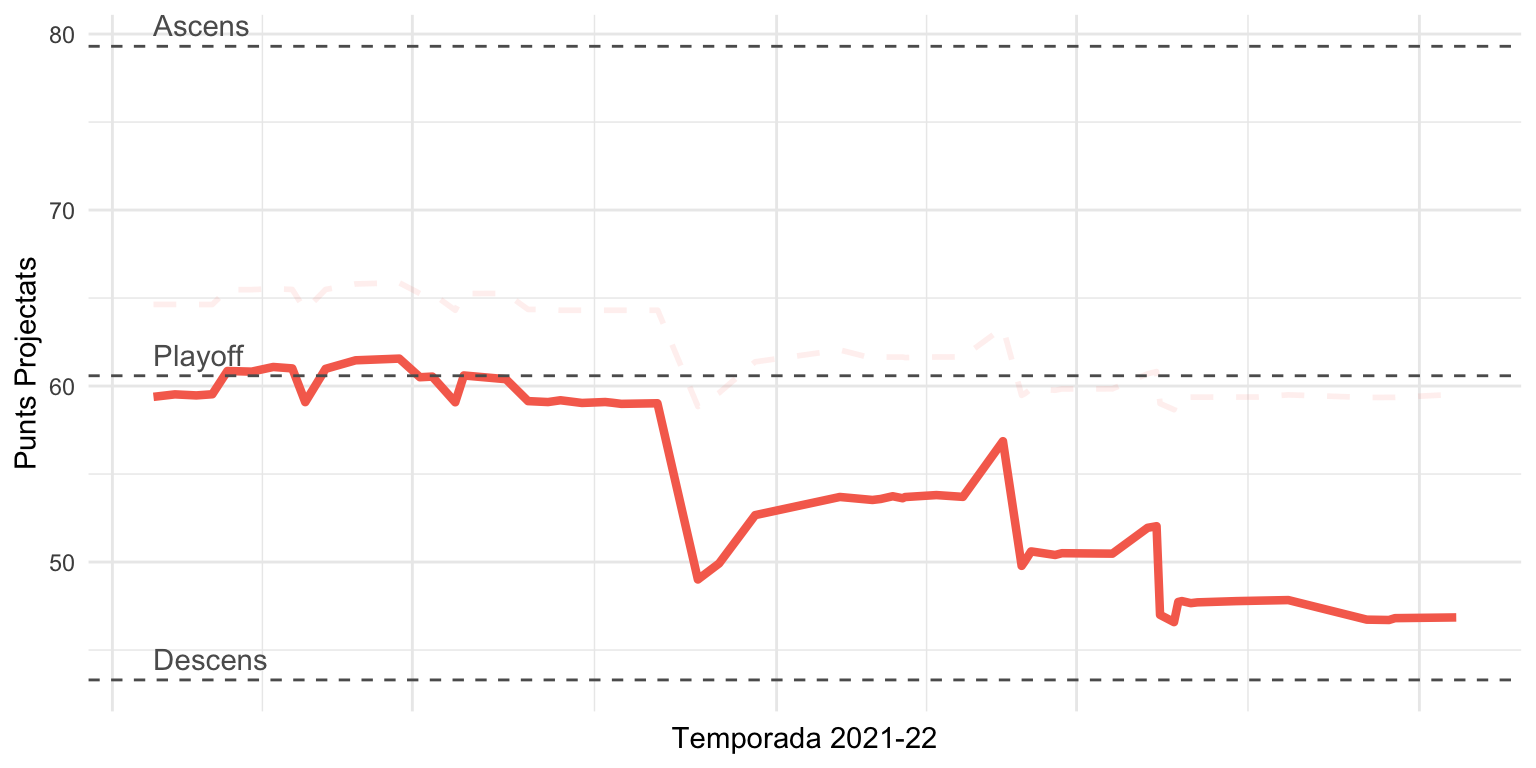 Ascens
80
70
Punts Projectats
Playoff
60
50
Descens
Temporada 2021-22